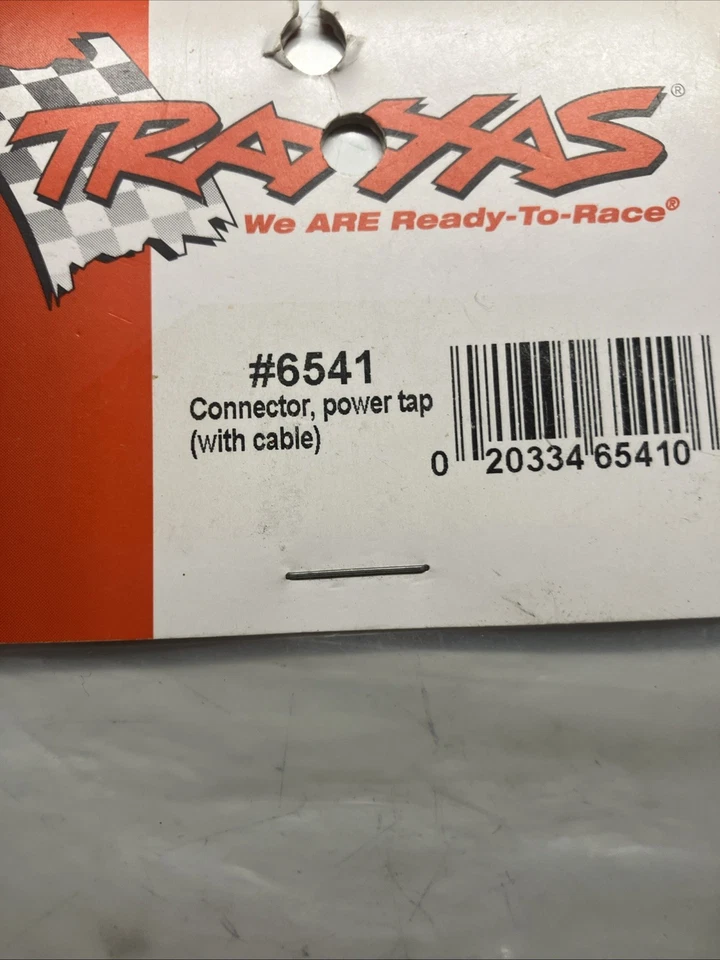 TRAXXAS®
We ARE Ready-To-Race®
#6541
Connector, power tap
(with cable)
0 20334 65410